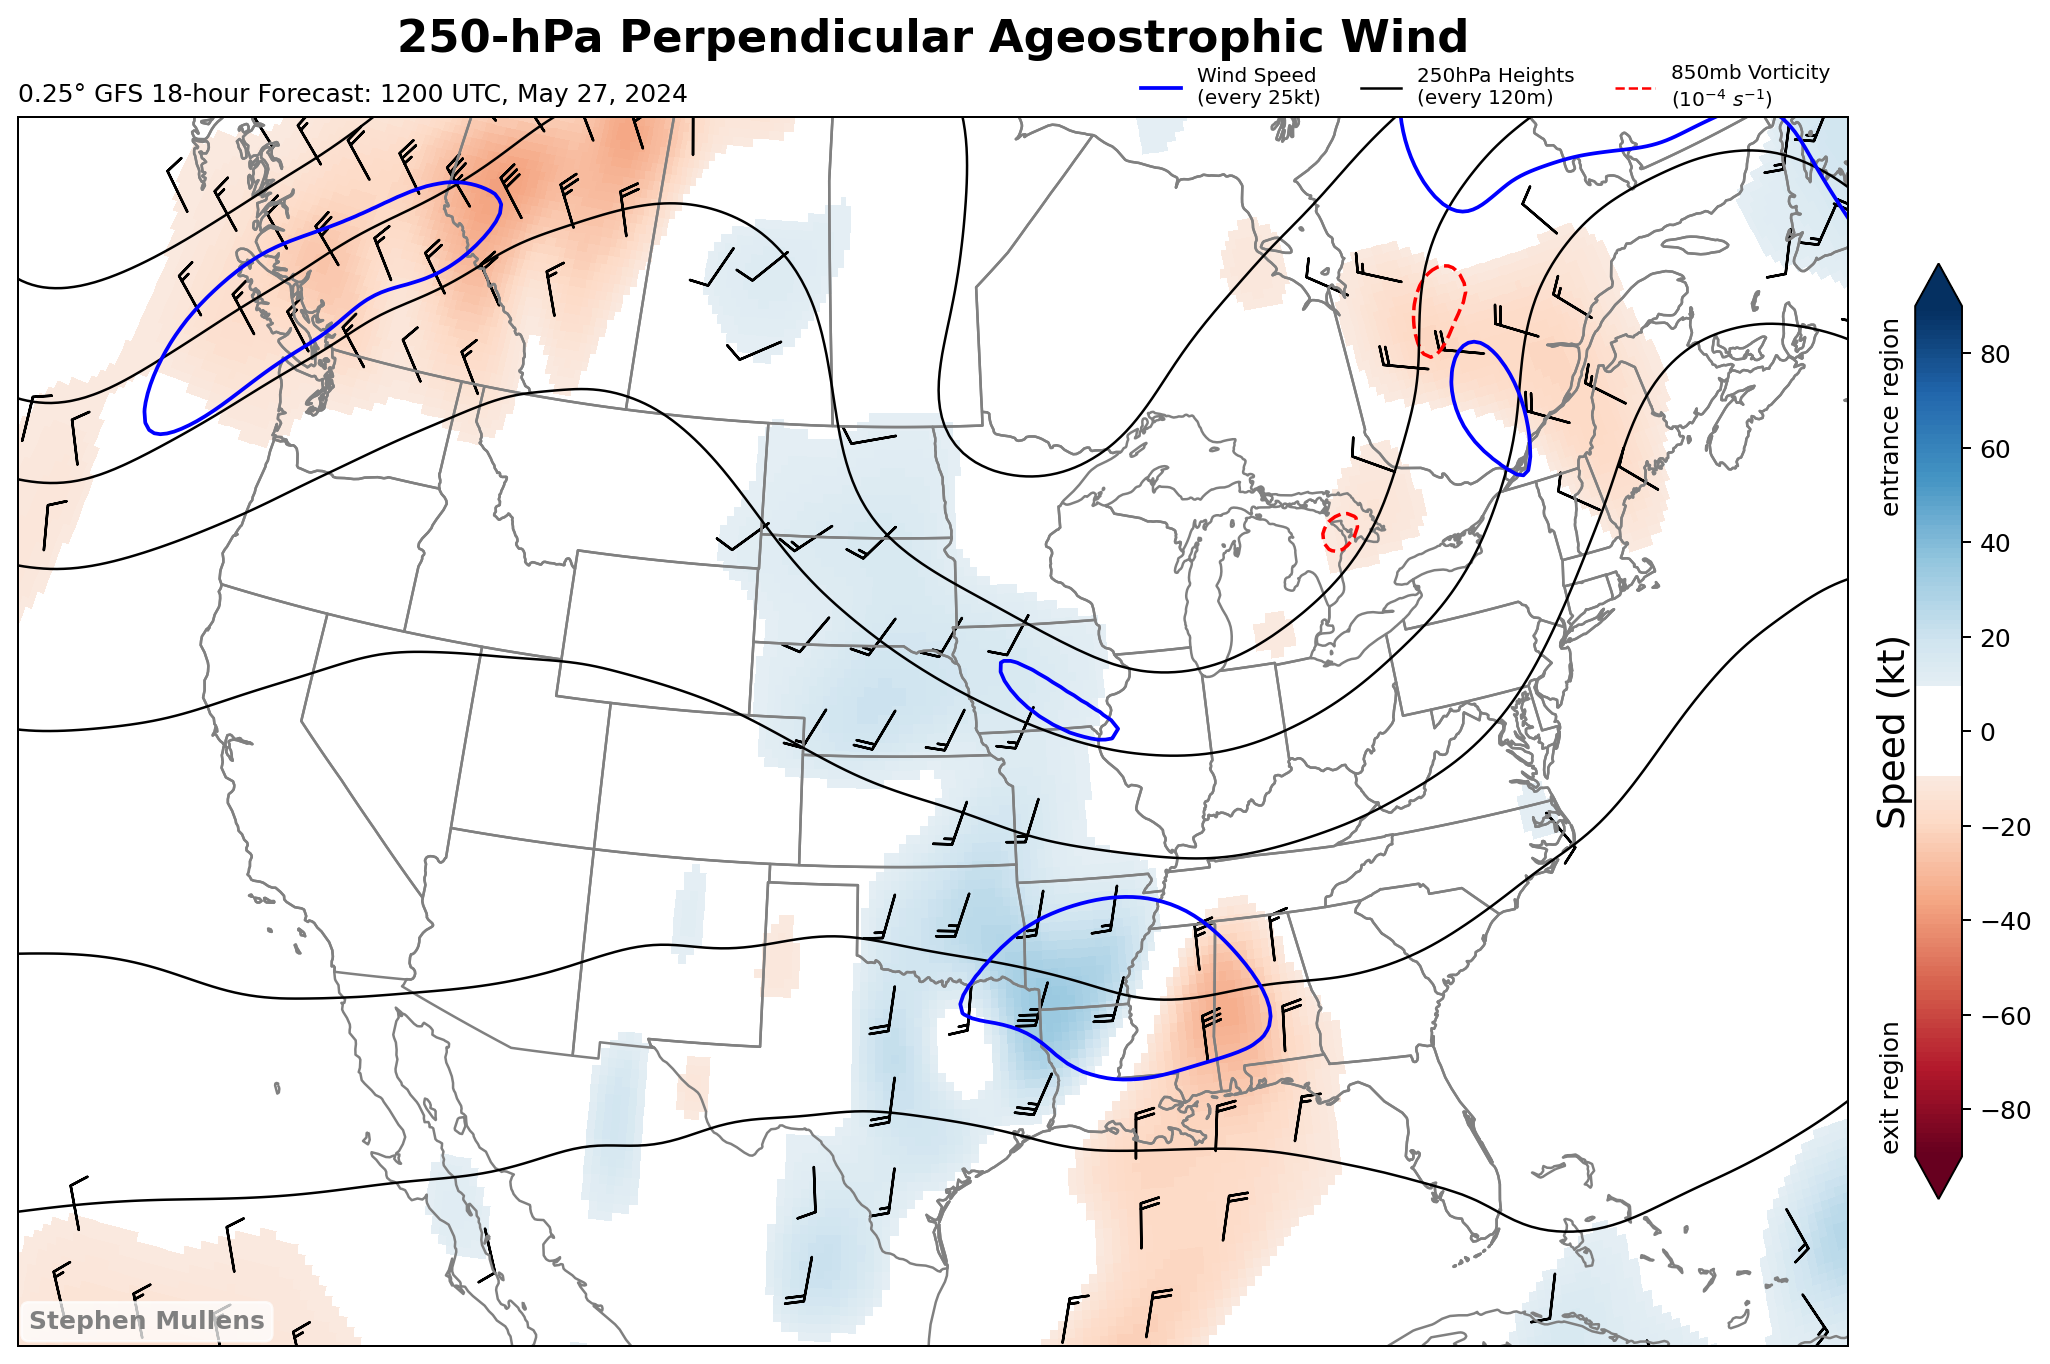 250-hPa Perpendicular Ageostrophic Wind
0.25° GFS 18-hour Forecast: 1200 UTC, May 27, 2024
Wind Speed
(every 25kt)
250hPa Heights
(every 120m)
850mb Vorticity
(10⁻⁴ s⁻¹)
entrance region
exit region
Speed (kt)
80
60
40
20
0
−20
−40
−60
−80
Stephen Mullens